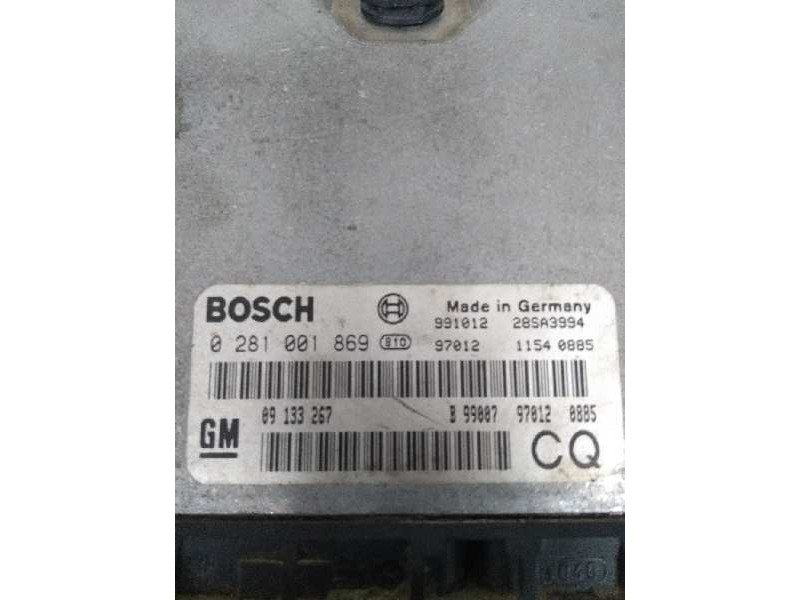 BOSCH Made in Germany
991012 28SA3994
0 281 001 869 810 97012 1154 0885
09 133 267 B 99007 97012 0885
GM CQ